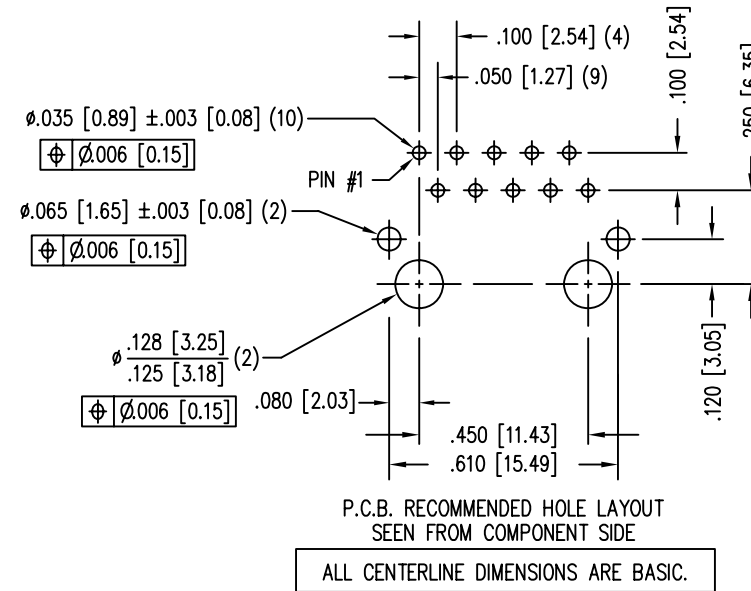 .100 [2.54] (4)
.050 [1.27] (9)
.100 [2.54]
.250 [6.35]
ø.035 [0.89] ±.003 [0.08] (10)
⌖ Ø.006 [0.15]
PIN #1
ø.065 [1.65] ±.003 [0.08] (2)
⌖ Ø.006 [0.15]
ø .128 [3.25] (2)
.125 [3.18]
⌖ Ø.006 [0.15]
.080 [2.03]
.120 [3.05]
.450 [11.43]
.610 [15.49]
P.C.B. RECOMMENDED HOLE LAYOUT
SEEN FROM COMPONENT SIDE
ALL CENTERLINE DIMENSIONS ARE BASIC.